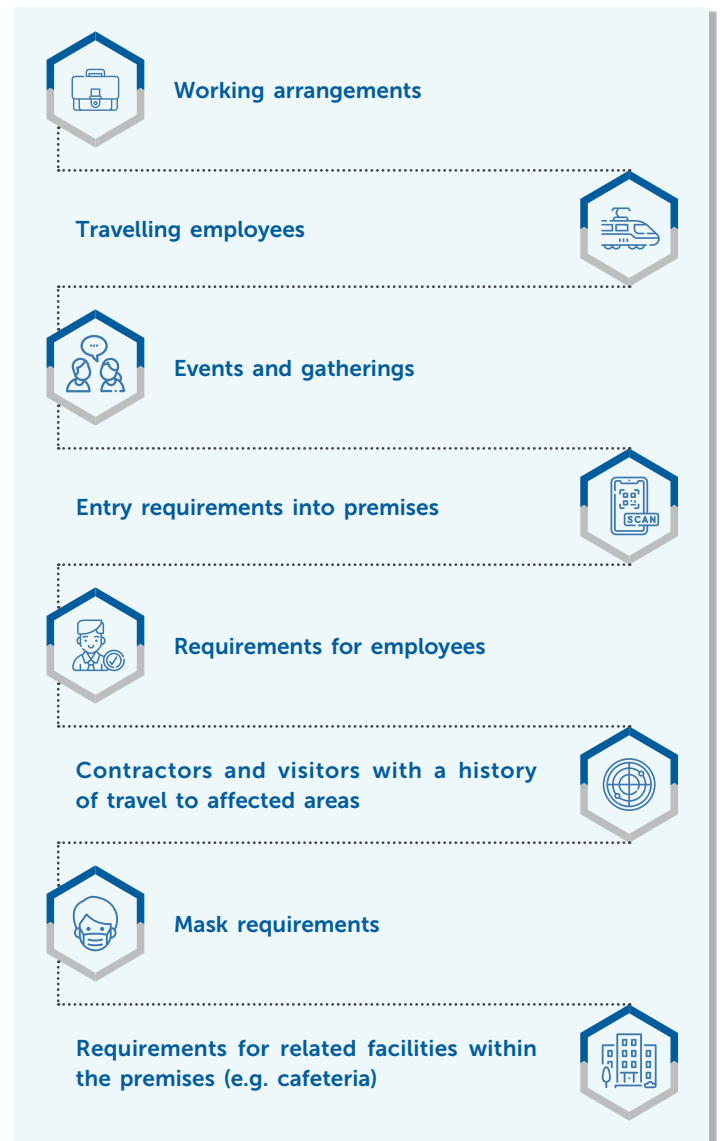 Working arrangements
Travelling employees
Events and gatherings
Entry requirements into premises
SCAN
Requirements for employees
Contractors and visitors with a history
of travel to affected areas
Mask requirements
Requirements for related facilities within
the premises (e.g. cafeteria)